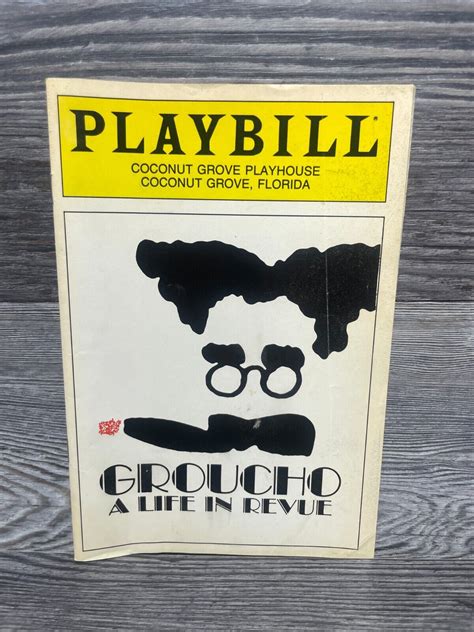 PLAYBILL
COCONUT GROVE PLAYHOUSE
COCONUT GROVE, FLORIDA
GROUCHO
A LIFE IN REVUE